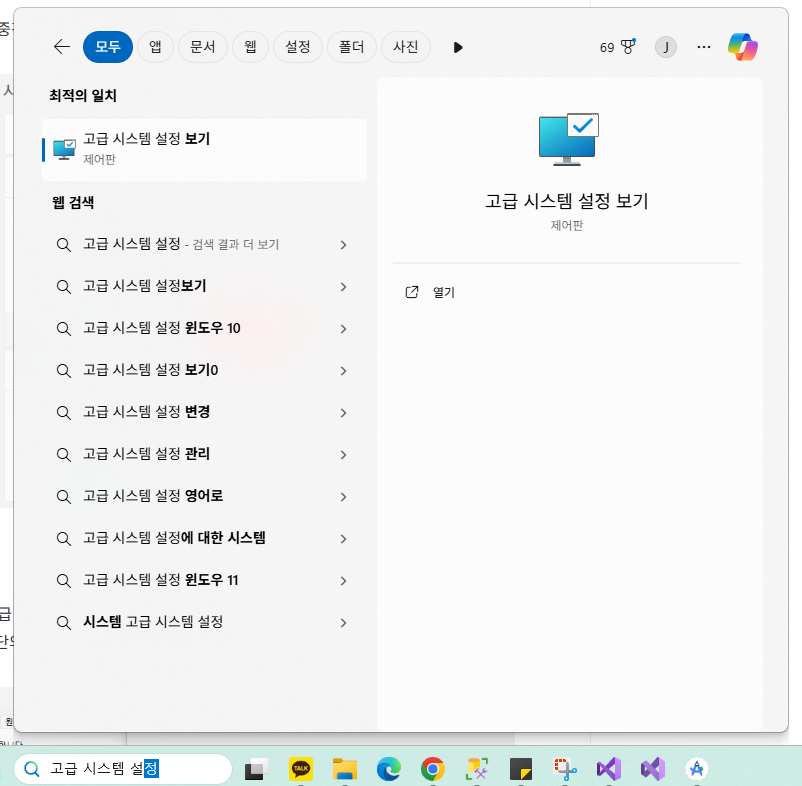 모두 앱 문서 웹 설정 폴더 사진 69 J
최적의 일치
고급 시스템 설정 보기
제어판
웹 검색
고급 시스템 설정 - 검색 결과 더 보기
고급 시스템 설정보기
고급 시스템 설정 윈도우 10
고급 시스템 설정 보기0
고급 시스템 설정 변경
고급 시스템 설정 관리
고급 시스템 설정 영어로
고급 시스템 설정에 대한 시스템
고급 시스템 설정 윈도우 11
시스템 고급 시스템 설정
고급 시스템 설정 보기
제어판
열기
중
시
급
원
고급 시스템 설정
TALK